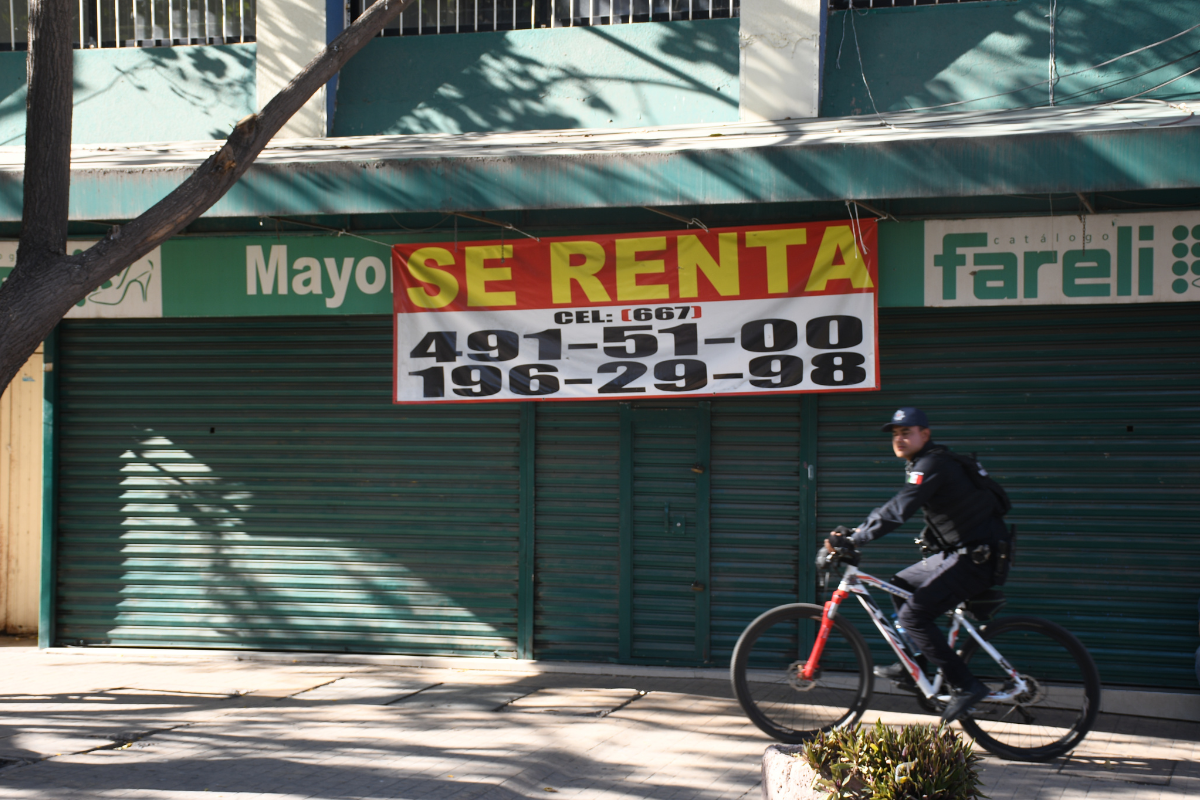 SE RENTA
CEL: (667)
491-51-00
196-29-98
Mayo
catálogo
fareli